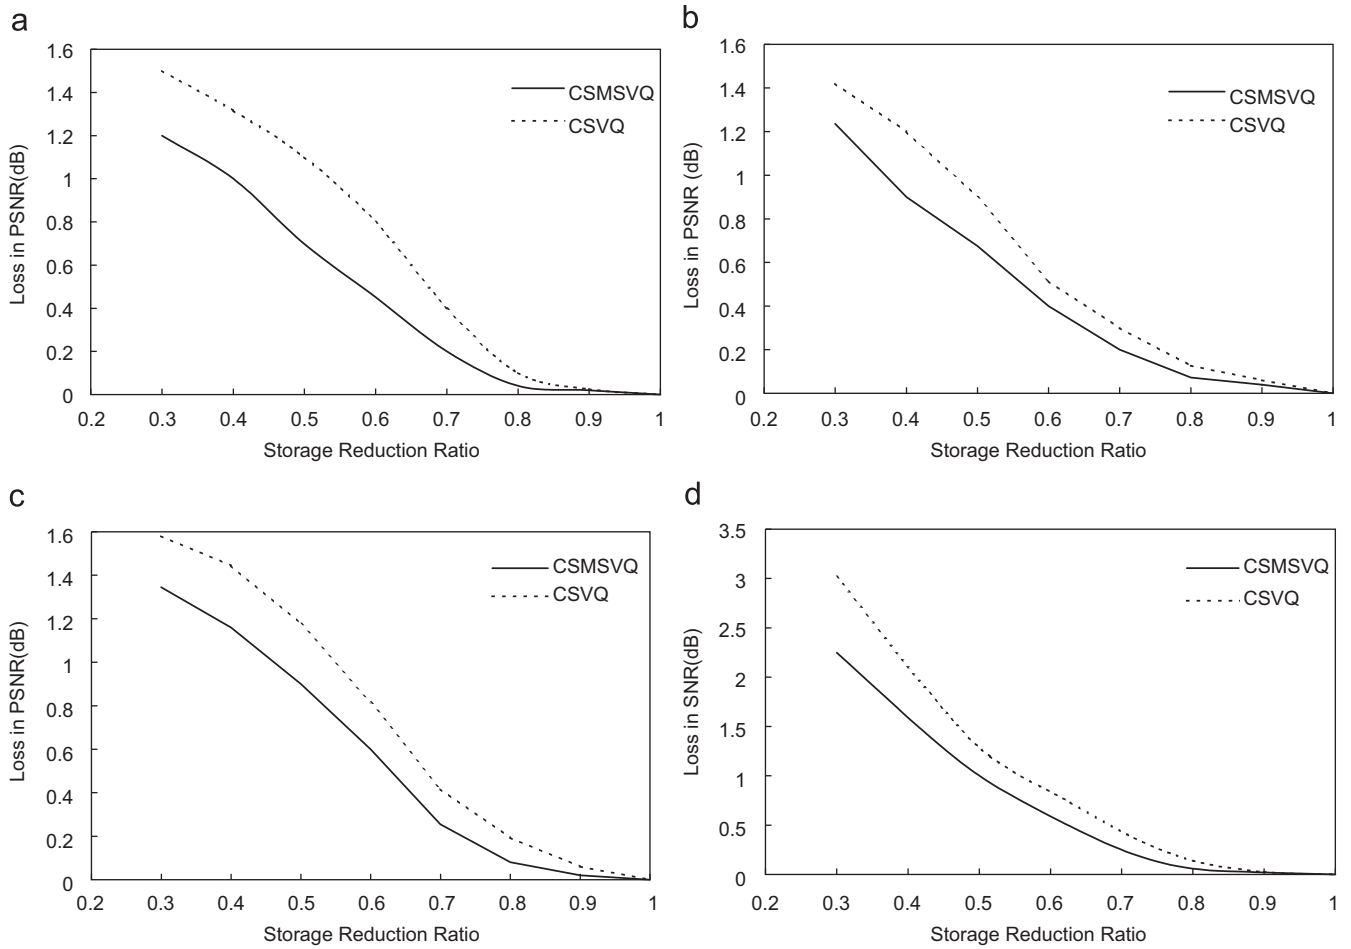 a
1.6
1.4
1.2
1
0.8
0.6
0.4
0.2
0
Loss in PSNR(dB)
CSMSVQ
CSVQ
0.2 0.3 0.4 0.5 0.6 0.7 0.8 0.9 1
Storage Reduction Ratio
b
1.6
1.4
1.2
1
0.8
0.6
0.4
0.2
0
Loss in PSNR (dB)
CSMSVQ
CSVQ
0.2 0.3 0.4 0.5 0.6 0.7 0.8 0.9 1
Storage Reduction Ratio
c
1.6
1.4
1.2
1
0.8
0.6
0.4
0.2
0
Loss in PSNR(dB)
CSMSVQ
CSVQ
0.2 0.3 0.4 0.5 0.6 0.7 0.8 0.9 1
Storage Reduction Ratio
d
3.5
3
2.5
2
1.5
1
0.5
0
Loss in SNR(dB)
CSMSVQ
CSVQ
0.2 0.3 0.4 0.5 0.6 0.7 0.8 0.9 1
Storage Reduction Ratio